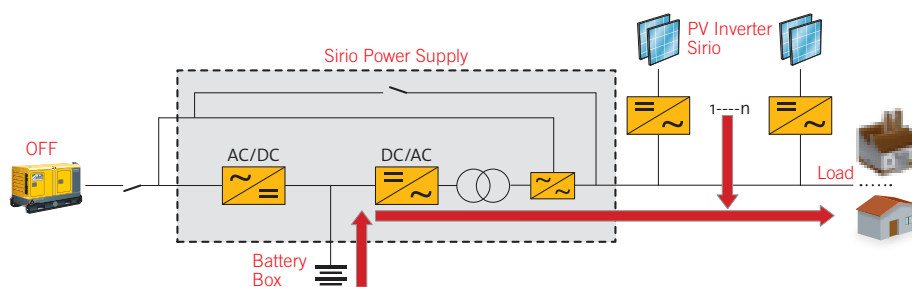 Sirio Power Supply
PV Inverter
Sirio
1----n
OFF
AC/DC
DC/AC
Load
Battery
Box